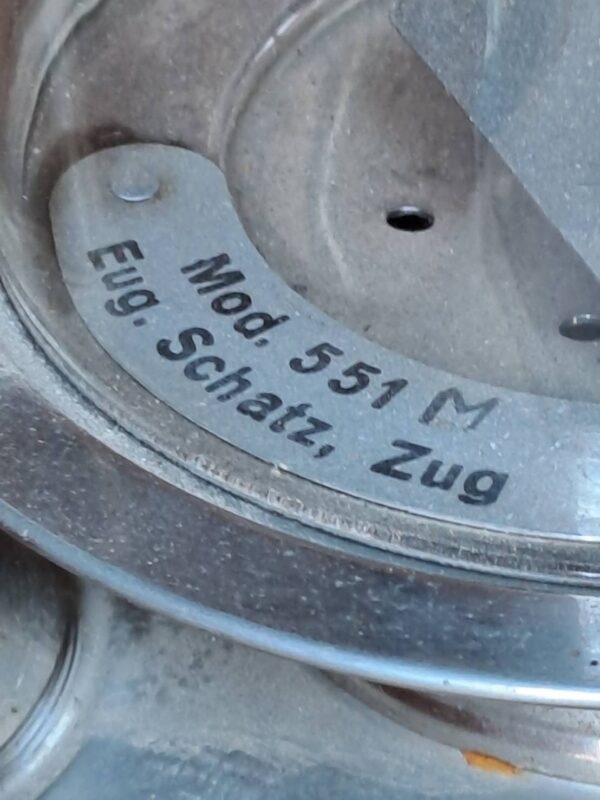 Mod. 551 M
Eug. Schatz, Zug